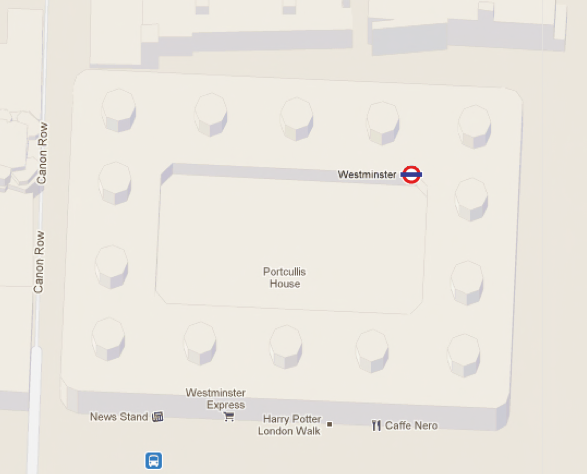 Canon Row
Westminster
Canon Row
Portcullis
House
Westminster
Express
News Stand
Harry Potter
London Walk
Caffe Nero